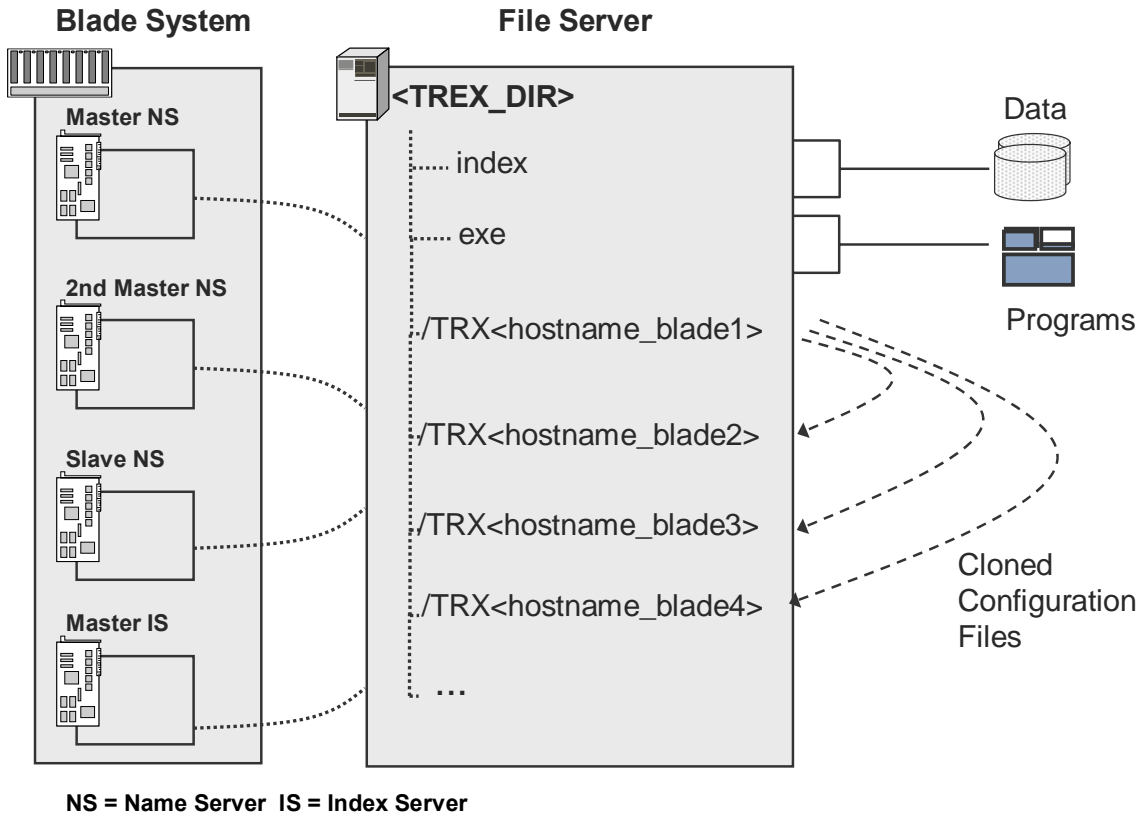 Blade System
File Server
Master NS
2nd Master NS
Slave NS
Master IS
<TREX_DIR>
index
exe
/TRX<hostname_blade1>
/TRX<hostname_blade2>
/TRX<hostname_blade3>
/TRX<hostname_blade4>
...
Data
Programs
Cloned
Configuration
Files
NS = Name Server IS = Index Server